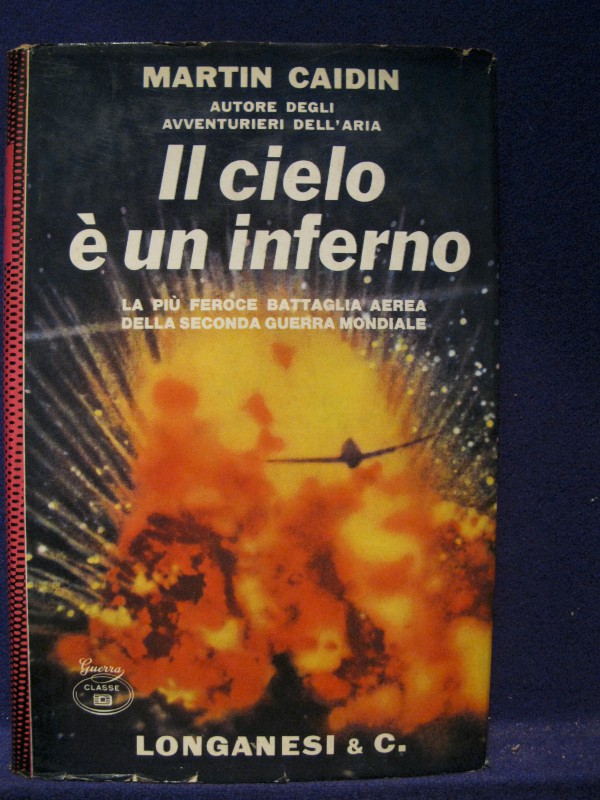 MARTIN CAIDIN
AUTORE DEGLI
AVVENTURIERI DELL'ARIA
Il cielo
è un inferno
LA PIÙ FEROCE BATTAGLIA AEREA
DELLA SECONDA GUERRA MONDIALE
Guerra
CLASSE
LONGANESI & C.